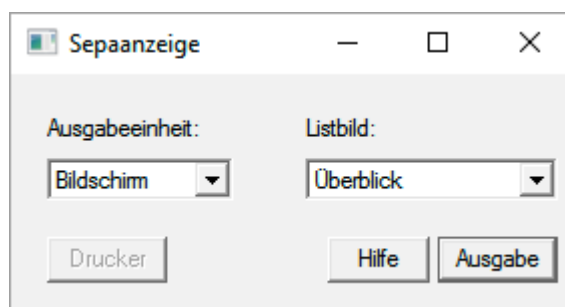 Sepaanzeige
Ausgabeeinheit: Listbild:
Bildschirm Überblick
Drucker Hilfe Ausgabe